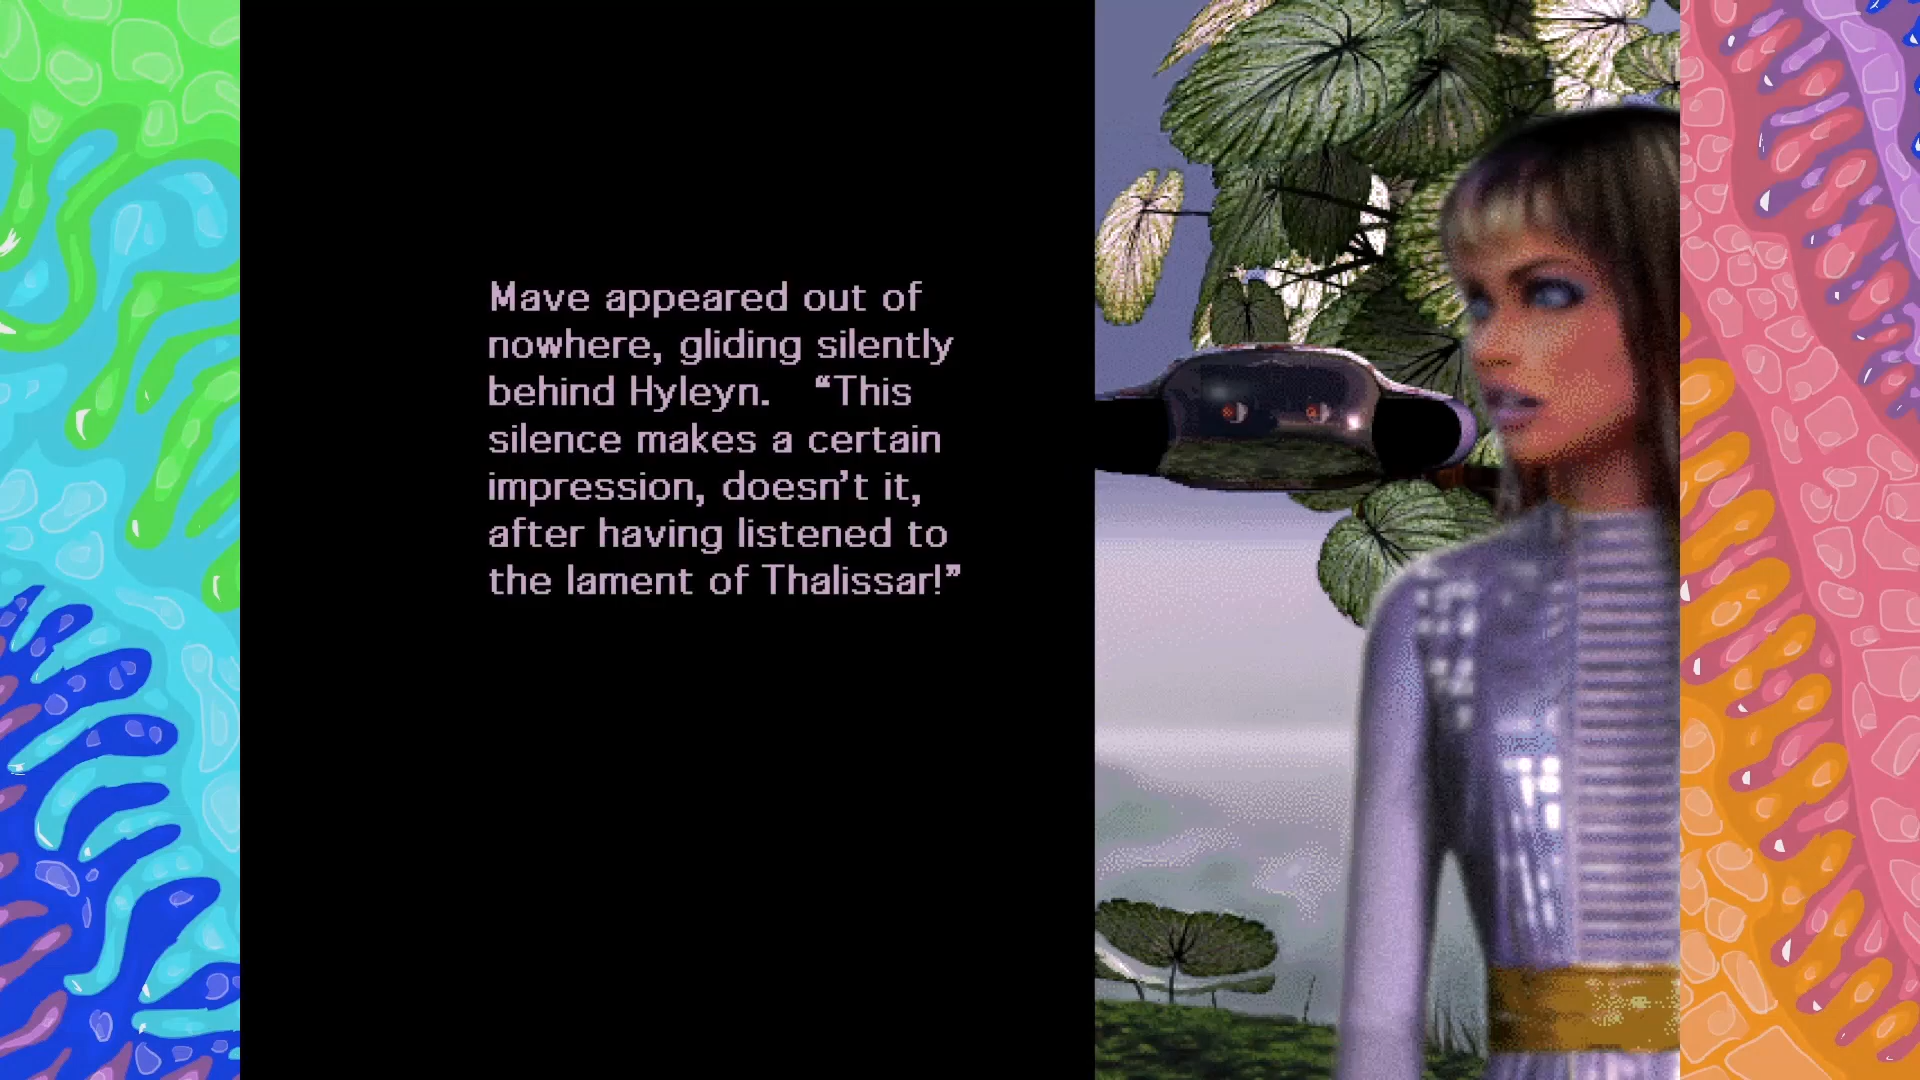 Mave appeared out of
nowhere, gliding silently
behind Hyleyn.   “This
silence makes a certain
impression, doesn’t it,
after having listened to
the lament of Thalissar!”